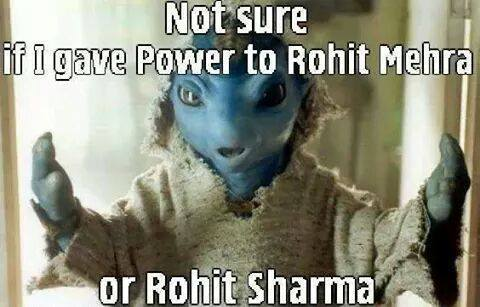 Not sure
if I gave Power to Rohit Mehra
or Rohit Sharma